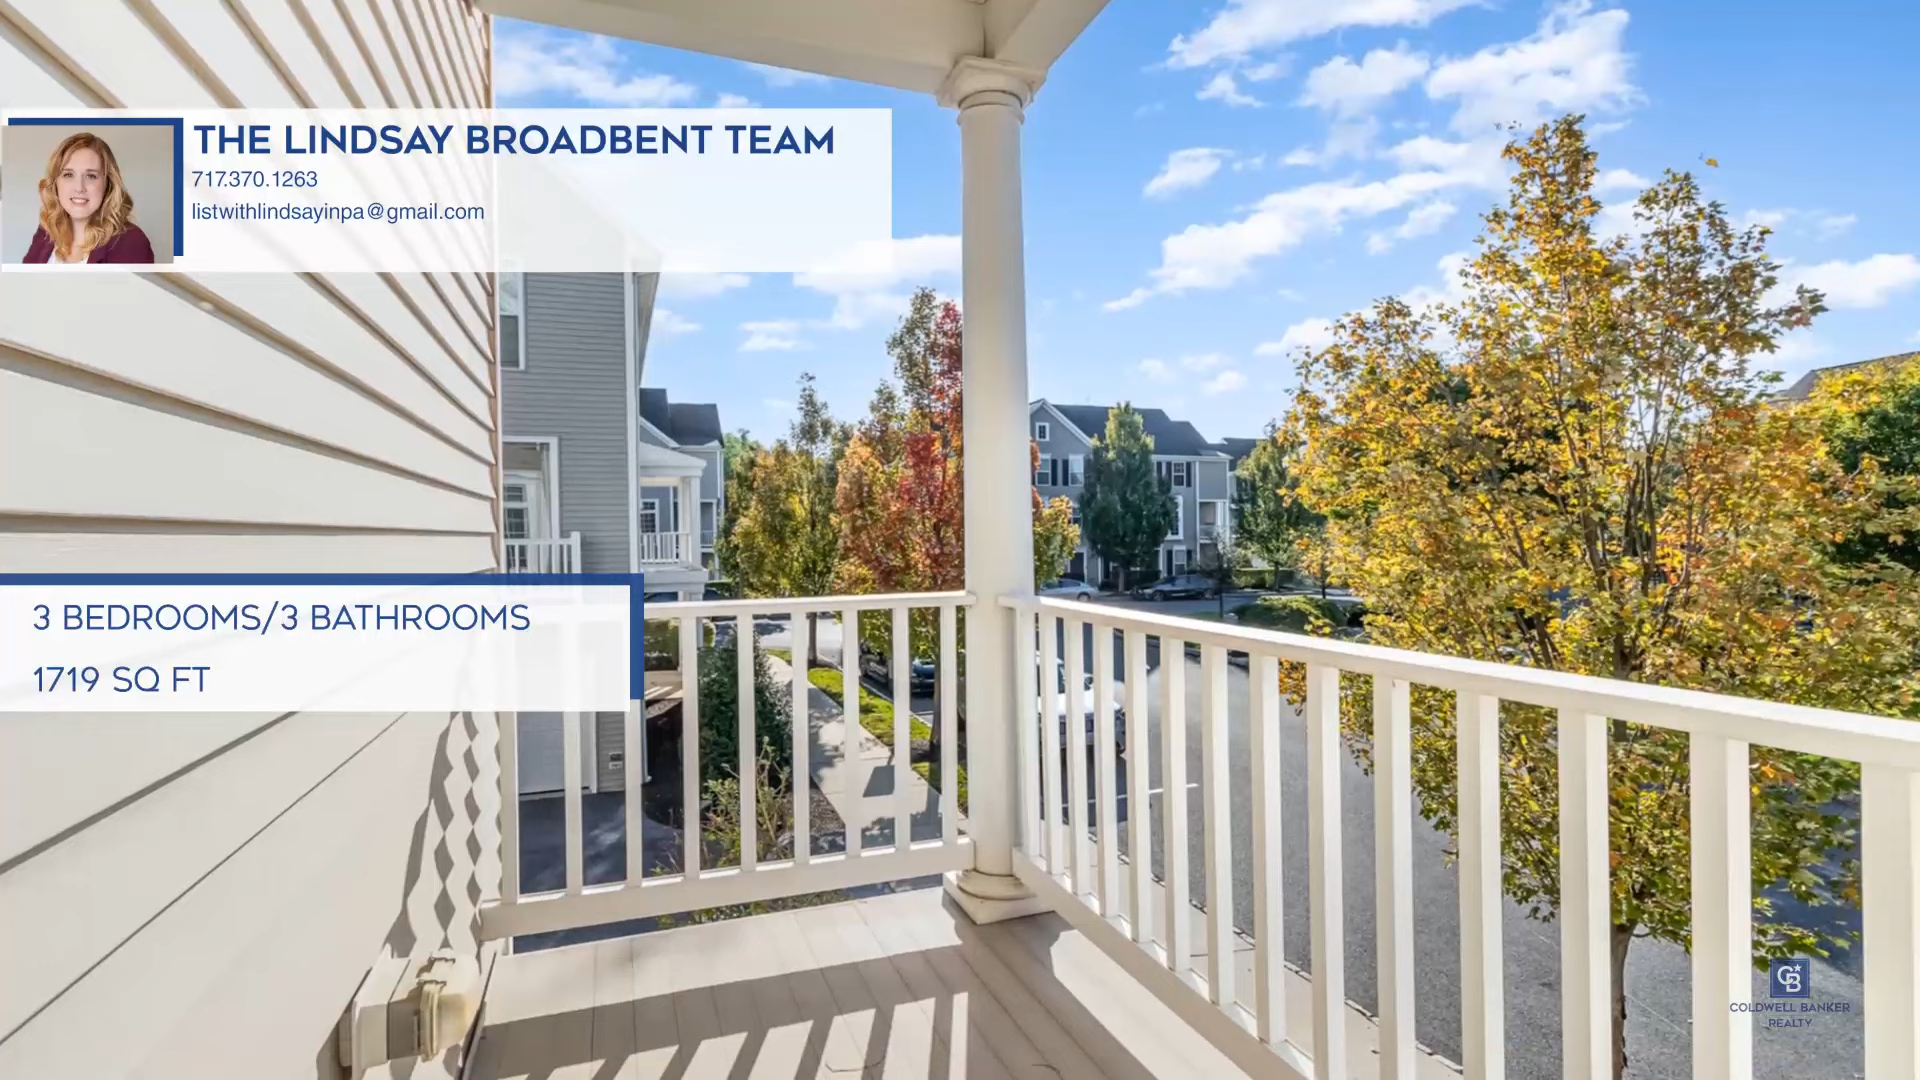 THE LINDSAY BROADBENT TEAM
717.370.1263
listwithlindsayinpa@gmail.com
3 BEDROOMS/3 BATHROOMS
1719 SQ FT
CB
COLDWELL BANKER
REALTY